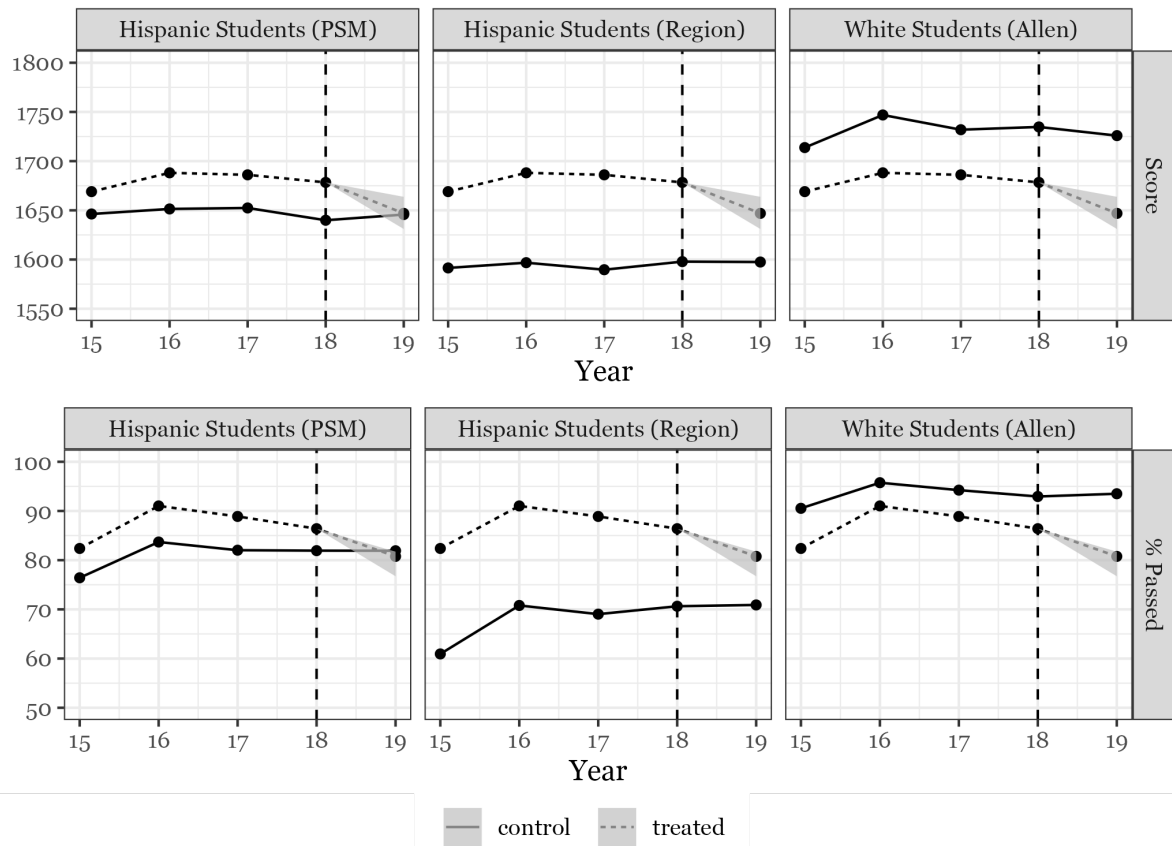 Hispanic Students (PSM) Hispanic Students (Region) White Students (Allen)
1800
1750
1700
1650
1600
1550
Score
15 16 17 18 19 15 16 17 18 19 15 16 17 18 19
Year
Hispanic Students (PSM) Hispanic Students (Region) White Students (Allen)
100
90
80
70
60
50
% Passed
15 16 17 18 19 15 16 17 18 19 15 16 17 18 19
Year
control treated